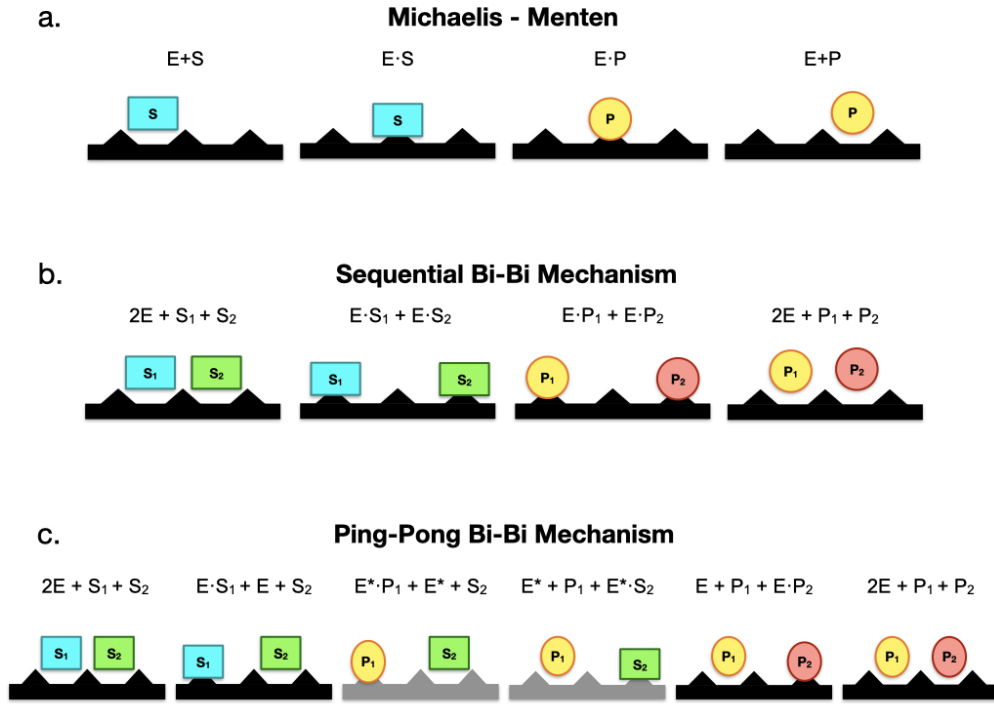 a.
Michaelis - Menten
E+S E·S E·P E+P
S S P P
b.
Sequential Bi-Bi Mechanism
2E + S₁ + S₂ E·S₁ + E·S₂ E·P₁ + E·P₂ 2E + P₁ + P₂
S₁ S₂ S₁ S₂ P₁ P₂ P₁ P₂
c.
Ping-Pong Bi-Bi Mechanism
2E + S₁ + S₂ E·S₁ + E + S₂ E*·P₁ + E* + S₂ E* + P₁ + E*·S₂ E + P₁ + E·P₂ 2E + P₁ + P₂
S₁ S₂ S₁ S₂ P₁ S₂ P₁ S₂ P₁ P₂ P₁ P₂